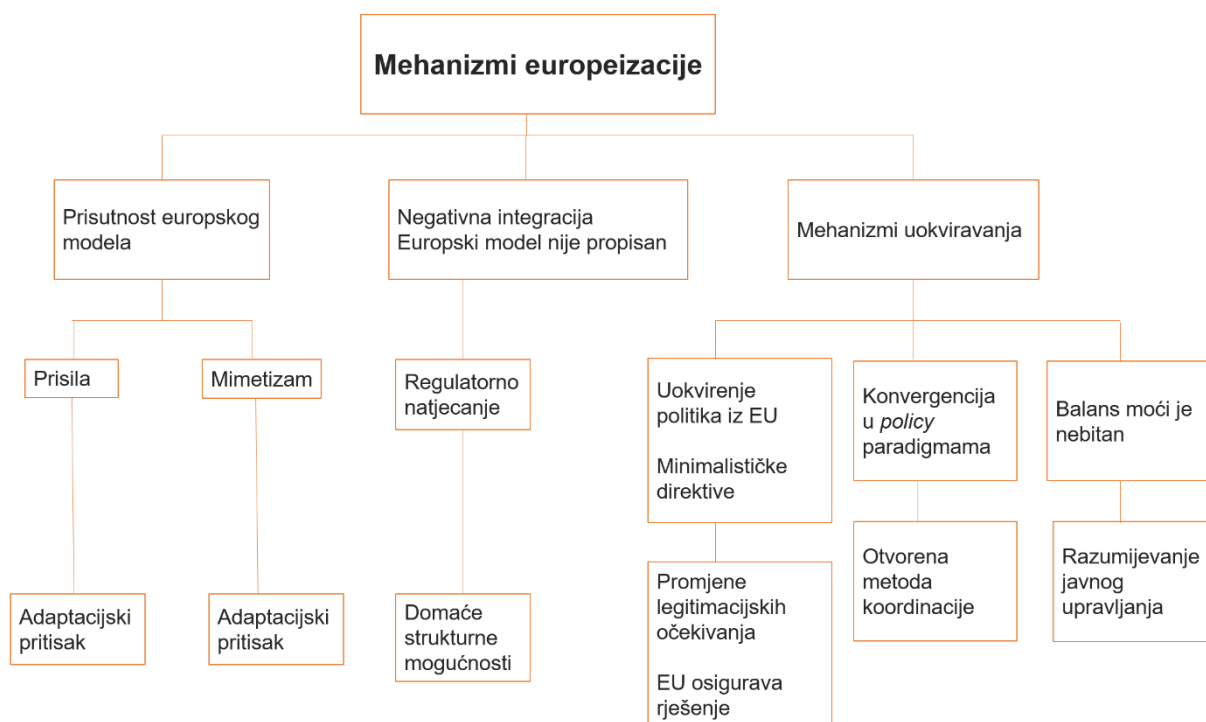 Mehanizmi europeizacije
Prisutnost europskog
modela
Negativna integracija
Europski model nije propisan
Mehanizmi uokviravanja
Prisila
Mimetizam
Regulatorno
natjecanje
Uokvirenje
politika iz EU
Minimalističke
direktive
Konvergencija
u policy
paradigmama
Balans moći je
nebitan
Adaptacijski
pritisak
Adaptacijski
pritisak
Domaće
strukturne
mogućnosti
Promjene
legitimacijskih
očekivanja
EU osigurava
rješenje
Otvorena
metoda
koordinacije
Razumijevanje
javnog
upravljanja